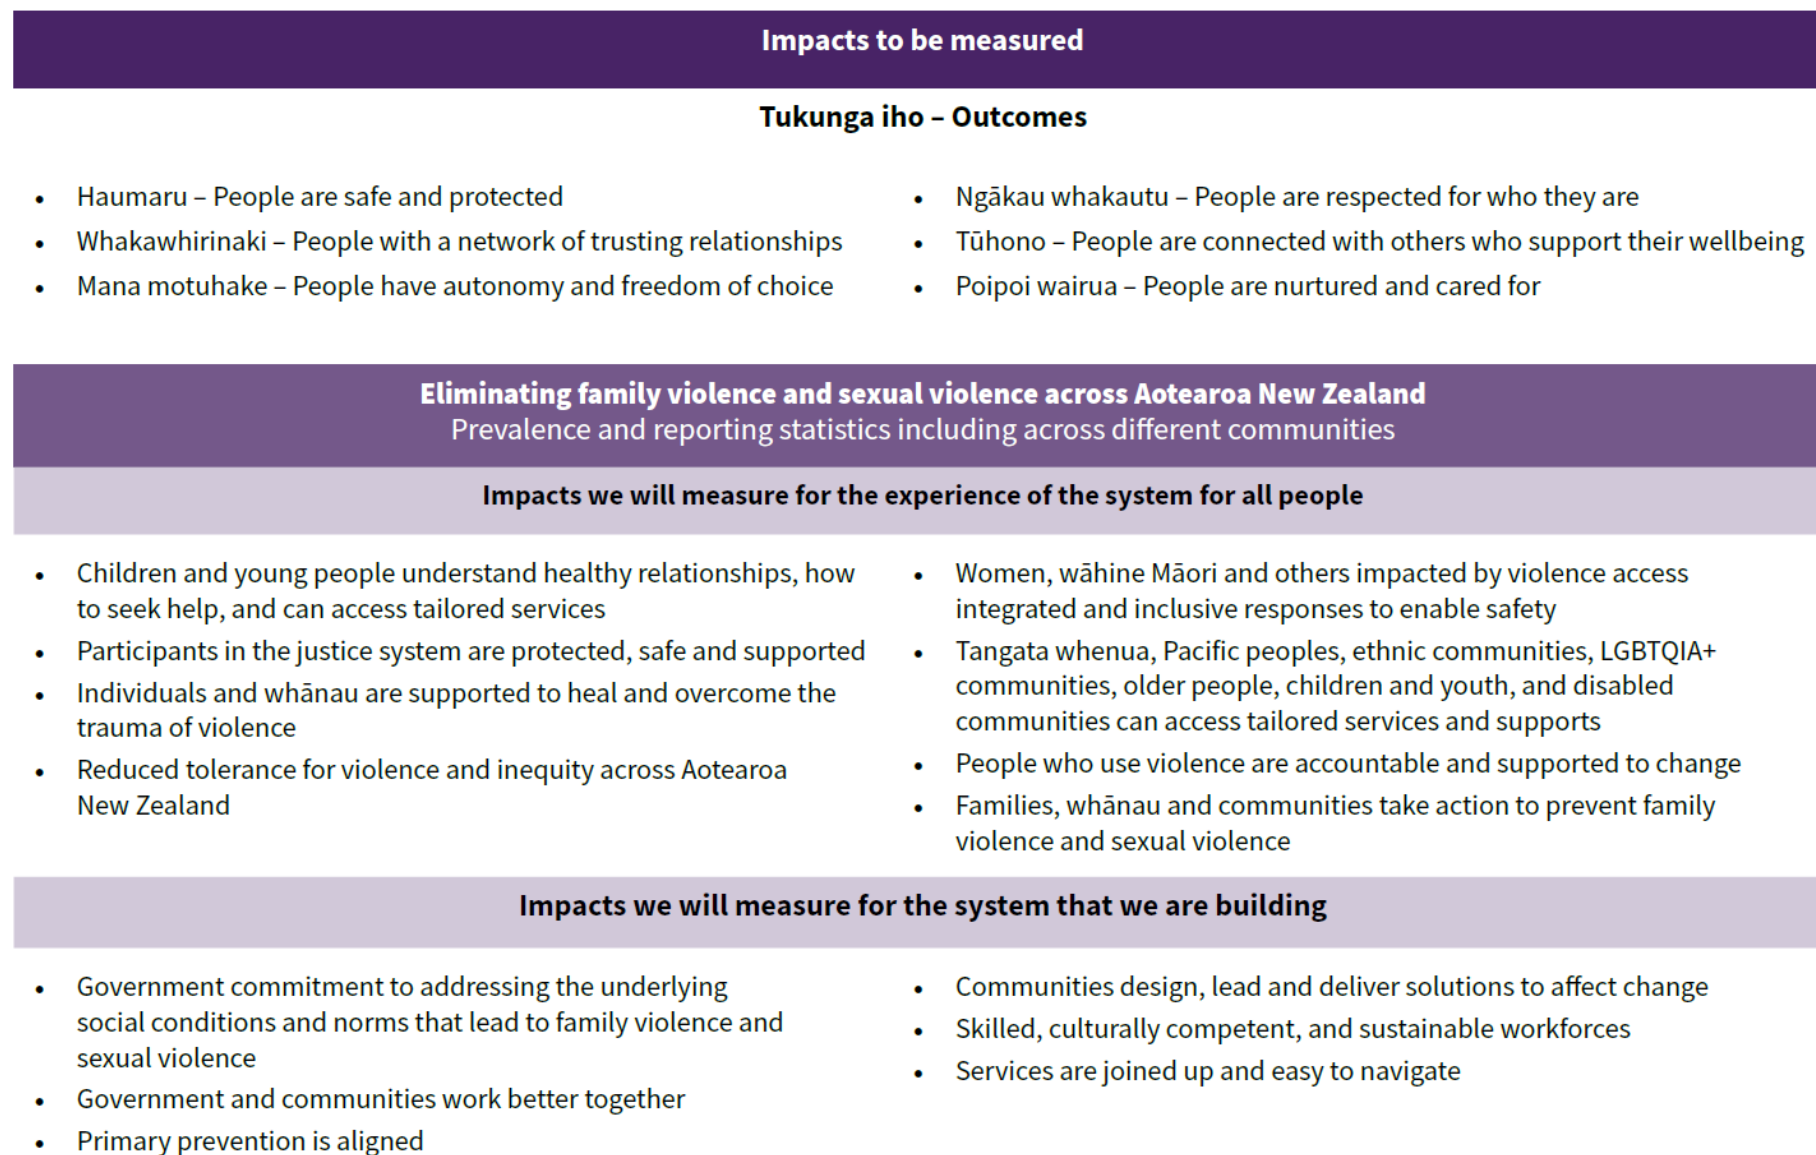 Impacts to be measured
Tukunga iho – Outcomes
• Haumaru – People are safe and protected
• Whakawhirinaki – People with a network of trusting relationships
• Mana motuhake – People have autonomy and freedom of choice
• Ngākau whakautu – People are respected for who they are
• Tūhono – People are connected with others who support their wellbeing
• Poipoi wairua – People are nurtured and cared for
Eliminating family violence and sexual violence across Aotearoa New Zealand
Prevalence and reporting statistics including across different communities
Impacts we will measure for the experience of the system for all people
• Children and young people understand healthy relationships, how
to seek help, and can access tailored services
• Participants in the justice system are protected, safe and supported
• Individuals and whānau are supported to heal and overcome the
trauma of violence
• Reduced tolerance for violence and inequity across Aotearoa
New Zealand
• Women, wāhine Māori and others impacted by violence access
integrated and inclusive responses to enable safety
• Tangata whenua, Pacific peoples, ethnic communities, LGBTQIA+
communities, older people, children and youth, and disabled
communities can access tailored services and supports
• People who use violence are accountable and supported to change
• Families, whānau and communities take action to prevent family
violence and sexual violence
Impacts we will measure for the system that we are building
• Government commitment to addressing the underlying
social conditions and norms that lead to family violence and
sexual violence
• Government and communities work better together
• Primary prevention is aligned
• Communities design, lead and deliver solutions to affect change
• Skilled, culturally competent, and sustainable workforces
• Services are joined up and easy to navigate